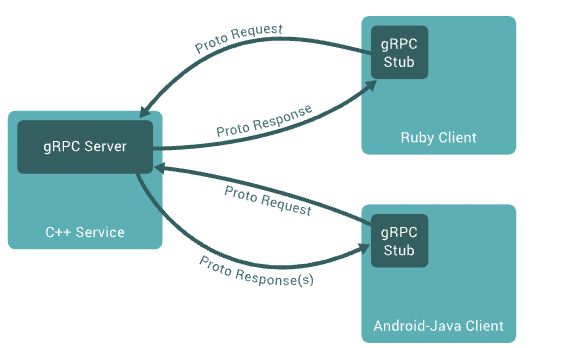 Proto Request
gRPC
Stub
Ruby Client
Proto Response
gRPC Server
C++ Service
Proto Request
gRPC
Stub
Proto Response(s)
Android-Java Client